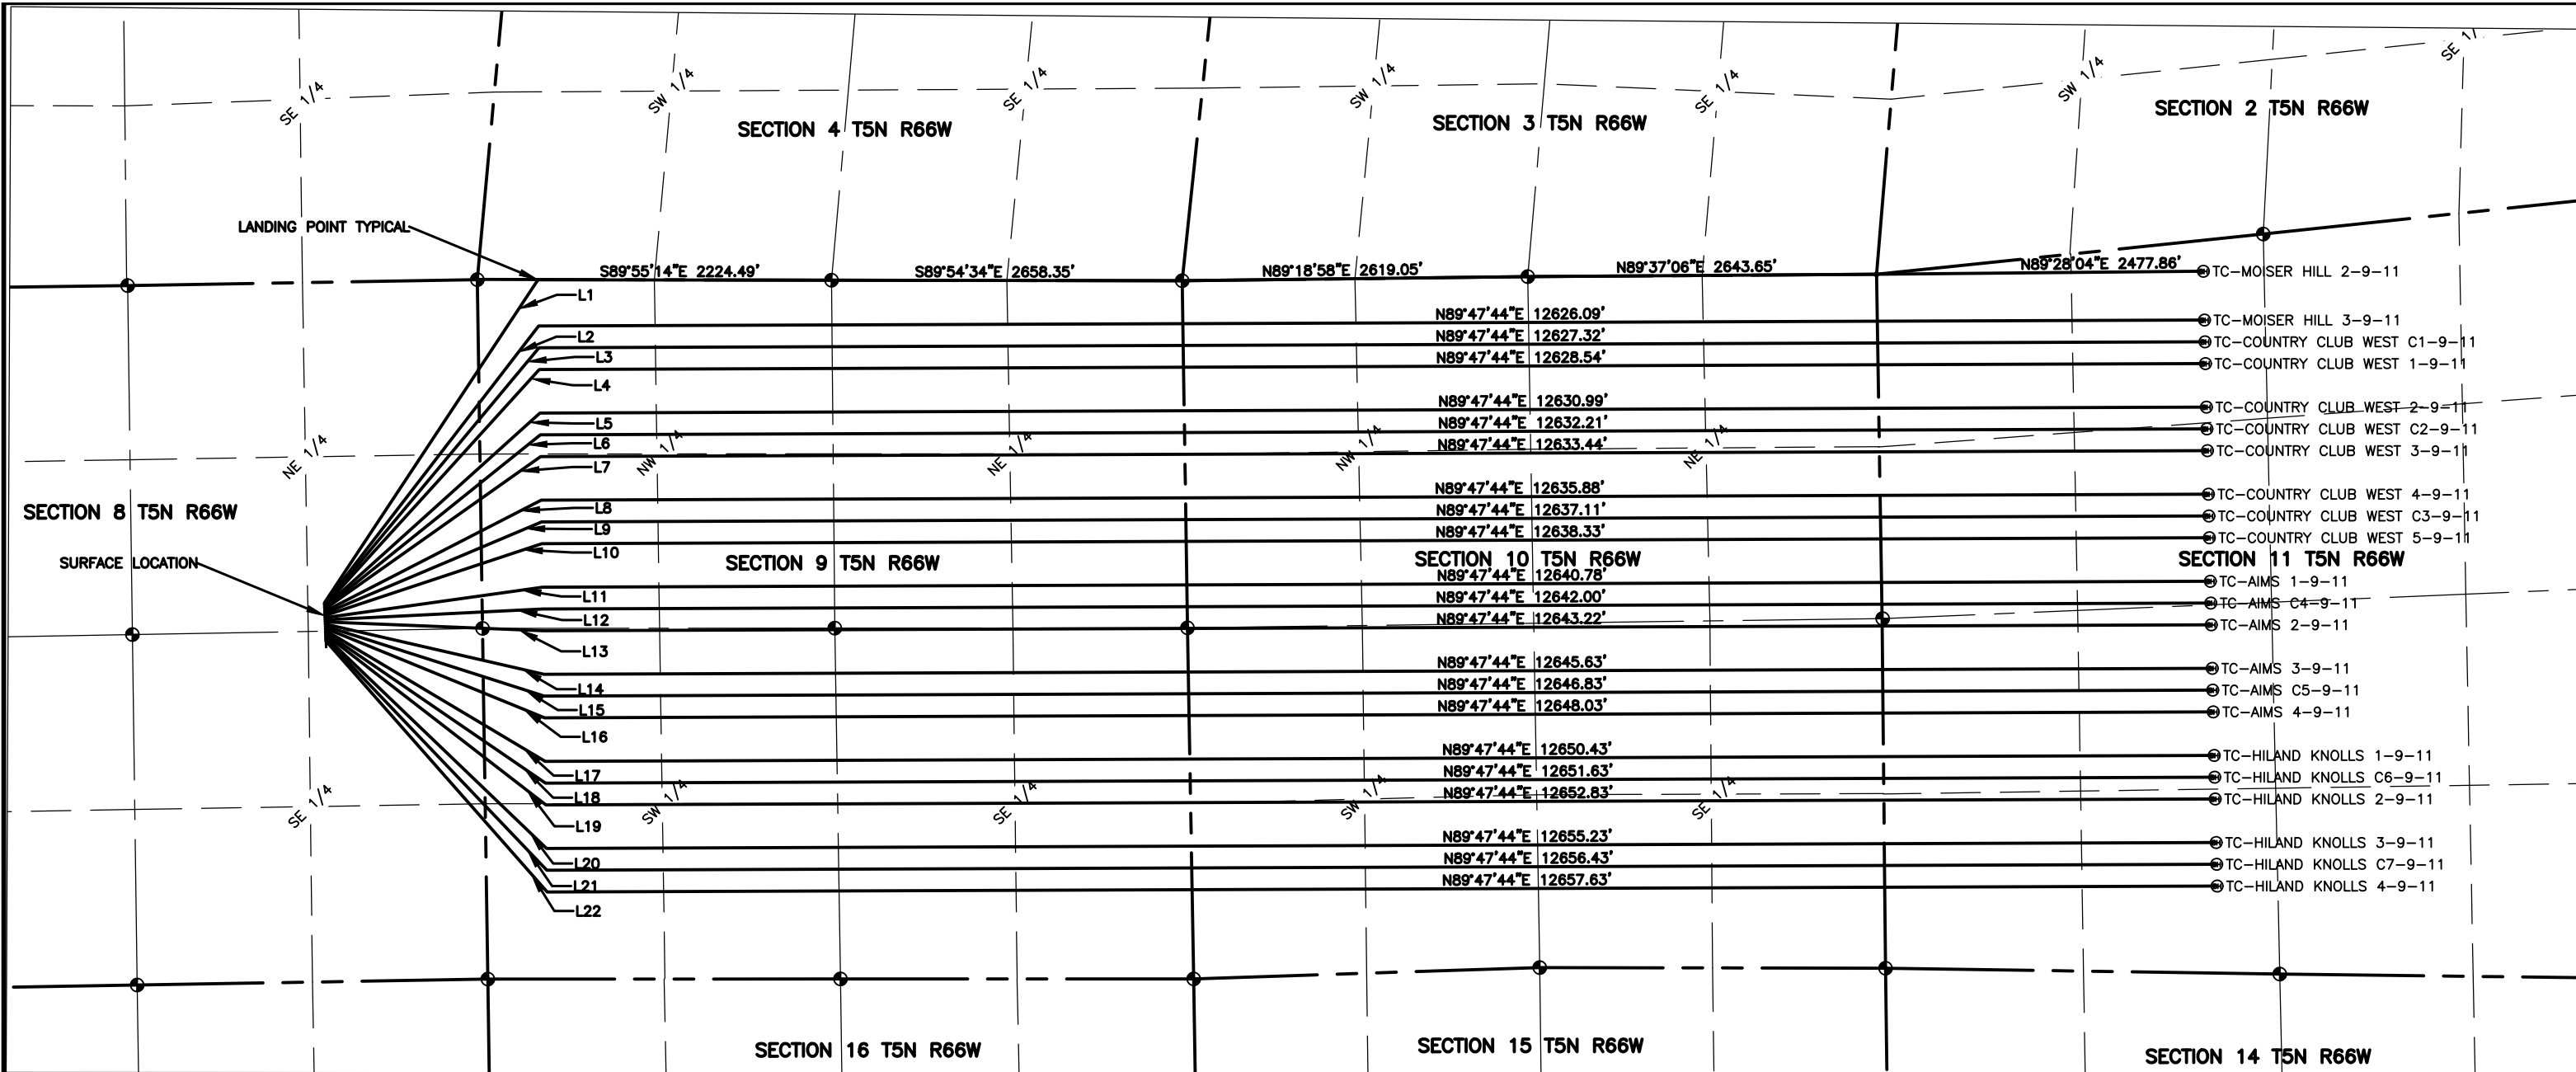 SE 1/4
SW 1/4
SE 1/4
SW 1/4
SE 1/4
SW 1/4
SECTION 4 T5N R66W
SECTION 3 T5N R66W
SECTION 2 T5N R66W
LANDING POINT TYPICAL
S89°55'14"E 2224.49'
S89°54'34"E 2658.35'
N89°18'58"E 2619.05'
N89°37'06"E 2643.65'
N89°28'04"E 2477.86'
TC-MOISER HILL 2-9-11
L1
N89°47'44"E 12626.09'
TC-MOISER HILL 3-9-11
L2
N89°47'44"E 12627.32'
TC-COUNTRY CLUB WEST C1-9-11
L3
N89°47'44"E 12628.54'
TC-COUNTRY CLUB WEST 1-9-11
L4
N89°47'44"E 12630.99'
TC-COUNTRY CLUB WEST 2-9-11
L5
N89°47'44"E 12632.21'
TC-COUNTRY CLUB WEST C2-9-11
L6
N89°47'44"E 12633.44'
TC-COUNTRY CLUB WEST 3-9-11
L7
NE 1/4
NW 1/4
NE 1/4
NW 1/4
NE 1/4
N89°47'44"E 12635.88'
TC-COUNTRY CLUB WEST 4-9-11
L8
SECTION 8 T5N R66W
N89°47'44"E 12637.11'
TC-COUNTRY CLUB WEST C3-9-11
L9
N89°47'44"E 12638.33'
TC-COUNTRY CLUB WEST 5-9-11
L10
SURFACE LOCATION
SECTION 9 T5N R66W
SECTION 10 T5N R66W
SECTION 11 T5N R66W
N89°47'44"E 12640.78'
TC-AIMS 1-9-11
L11
N89°47'44"E 12642.00'
TC-AIMS C4-9-11
L12
N89°47'44"E 12643.22'
TC-AIMS 2-9-11
L13
N89°47'44"E 12645.63'
TC-AIMS 3-9-11
L14
N89°47'44"E 12646.83'
TC-AIMS C5-9-11
L15
N89°47'44"E 12648.03'
TC-AIMS 4-9-11
L16
N89°47'44"E 12650.43'
TC-HILAND KNOLLS 1-9-11
L17
N89°47'44"E 12651.63'
TC-HILAND KNOLLS C6-9-11
L18
N89°47'44"E 12652.83'
TC-HILAND KNOLLS 2-9-11
L19
SE 1/4
SW 1/4
SE 1/4
SW 1/4
SE 1/4
N89°47'44"E 12655.23'
TC-HILAND KNOLLS 3-9-11
L20
N89°47'44"E 12656.43'
TC-HILAND KNOLLS C7-9-11
L21
N89°47'44"E 12657.63'
TC-HILAND KNOLLS 4-9-11
L22
SECTION 16 T5N R66W
SECTION 15 T5N R66W
SECTION 14 T5N R66W